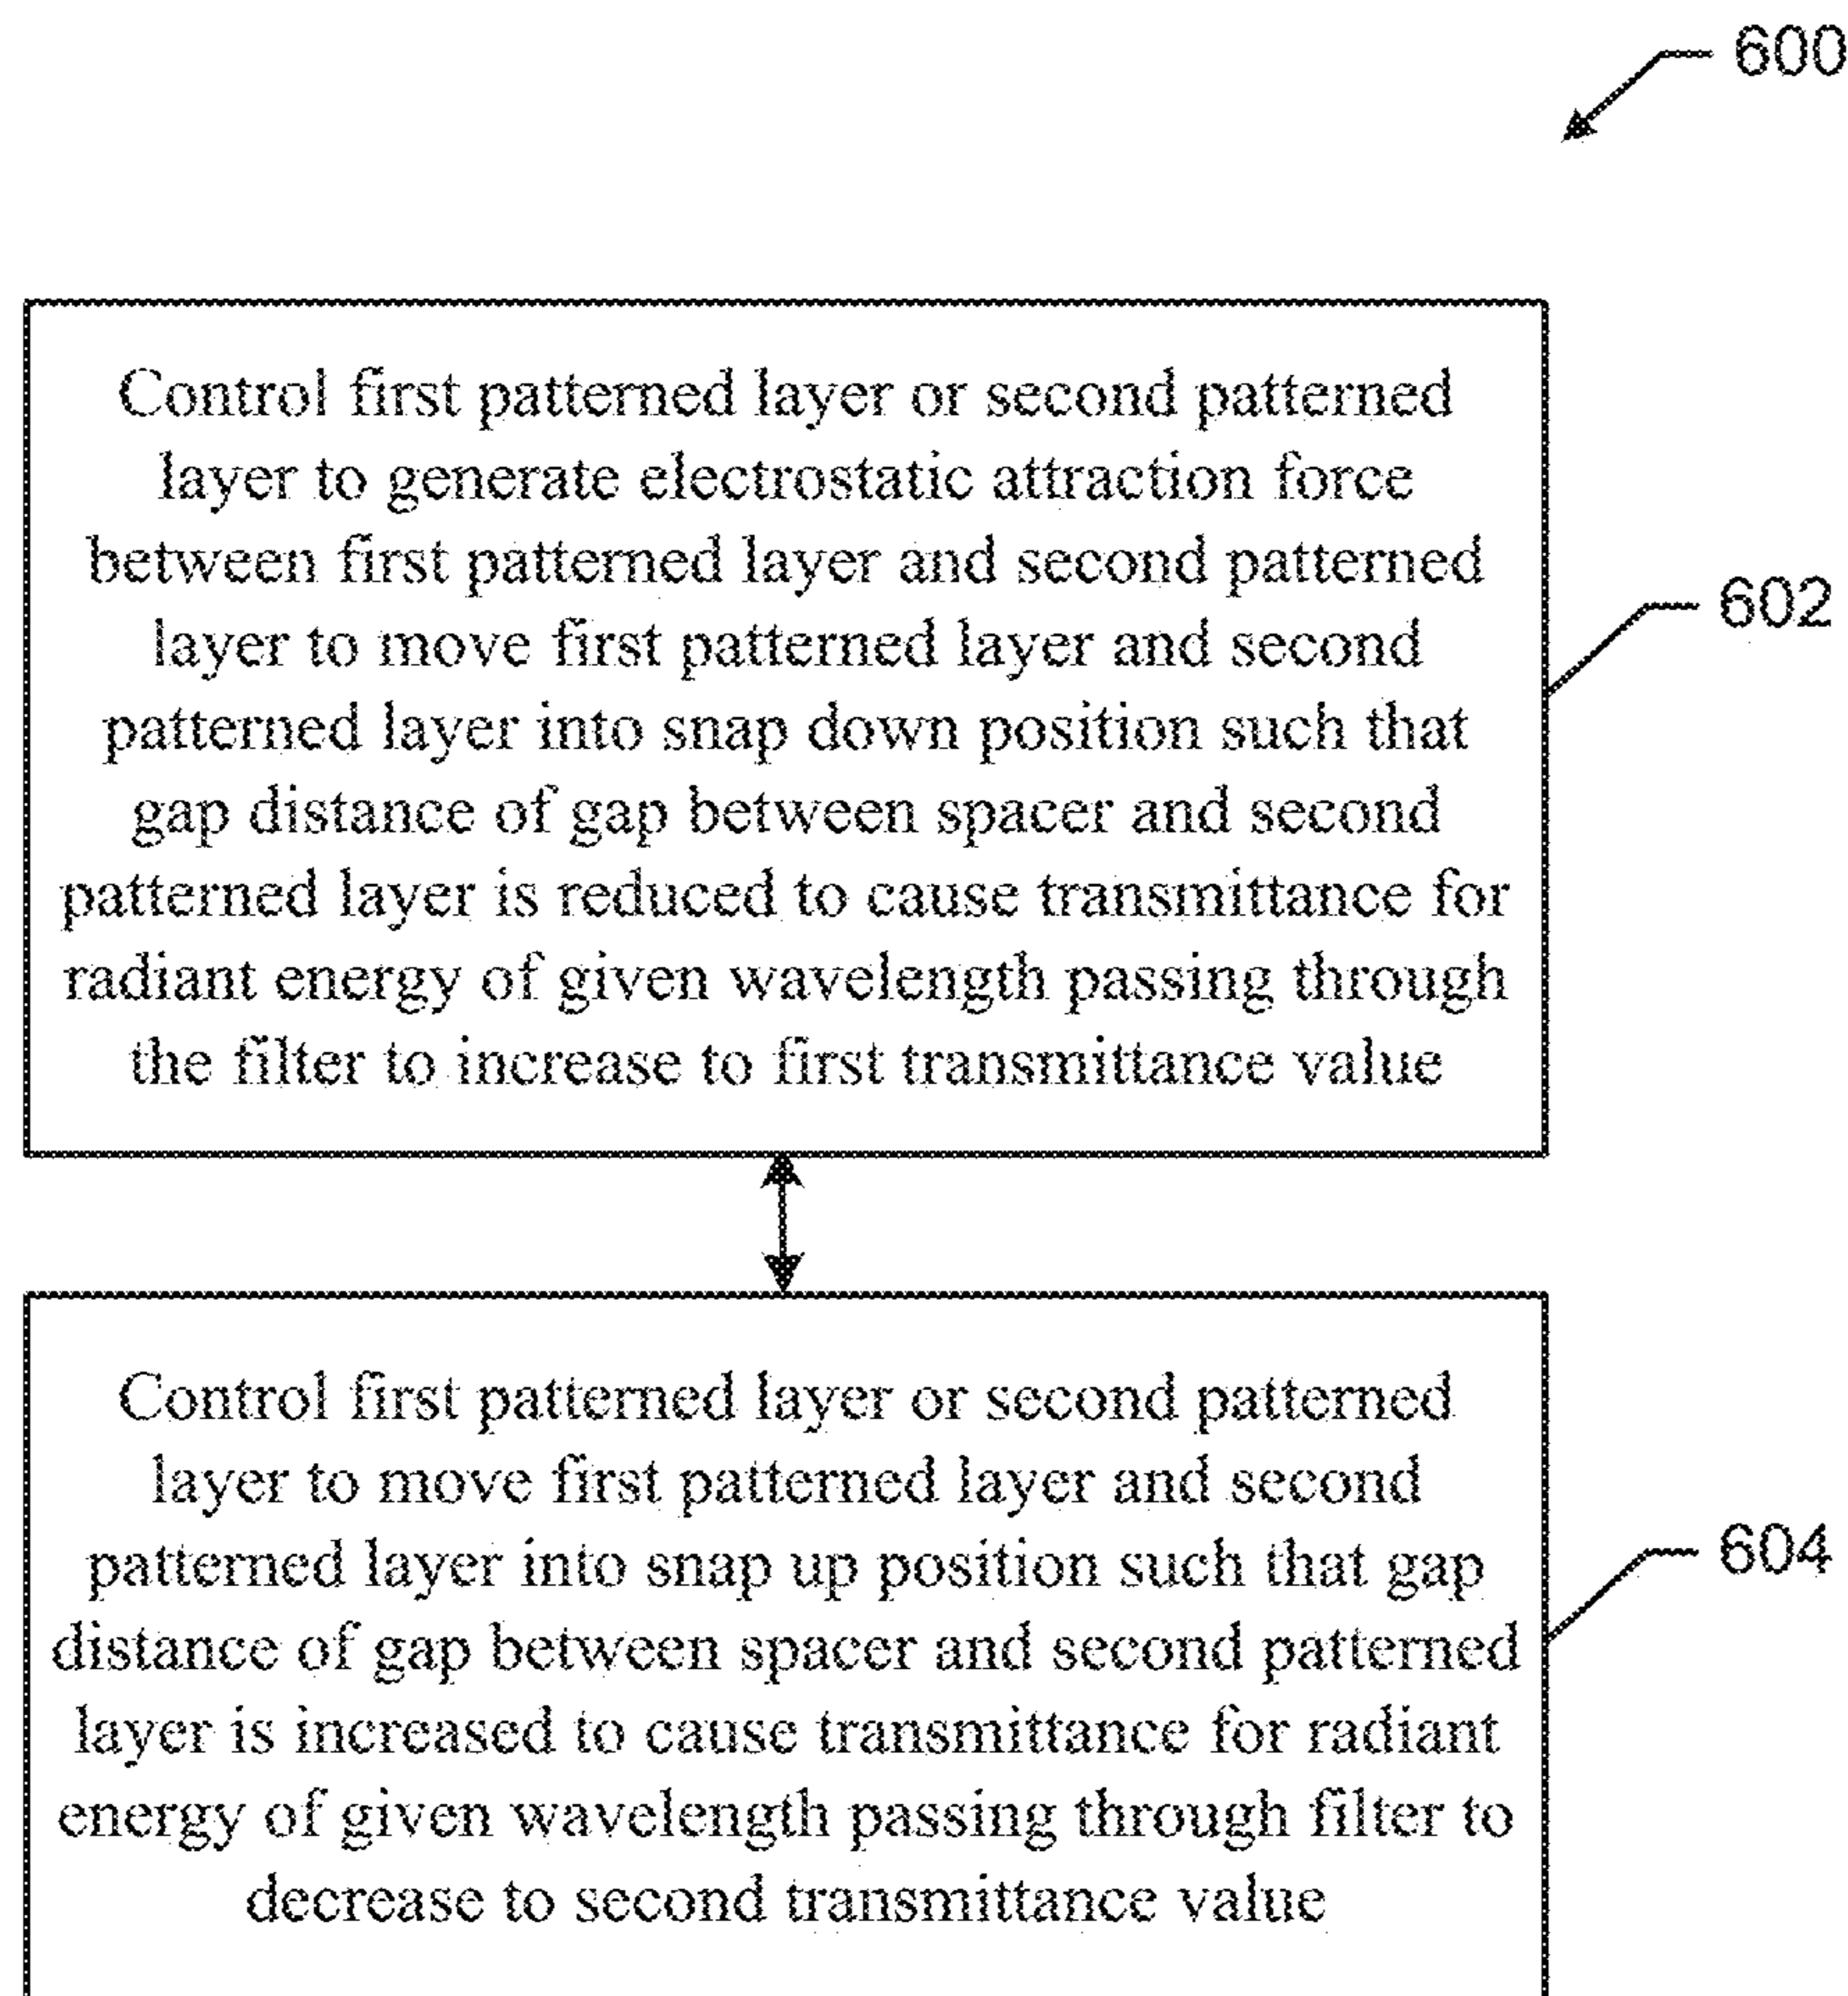 600
Control first patterned layer or second patterned
layer to generate electrostatic attraction force
between first patterned layer and second patterned
layer to move first patterned layer and second
patterned layer into snap down position such that
gap distance of gap between spacer and second
patterned layer is reduced to cause transmittance for
radiant energy of given wavelength passing through
the filter to increase to first transmittance value
602
Control first patterned layer or second patterned
layer to move first patterned layer and second
patterned layer into snap up position such that gap
distance of gap between spacer and second patterned
layer is increased to cause transmittance for radiant
energy of given wavelength passing through filter to
decrease to second transmittance value
604